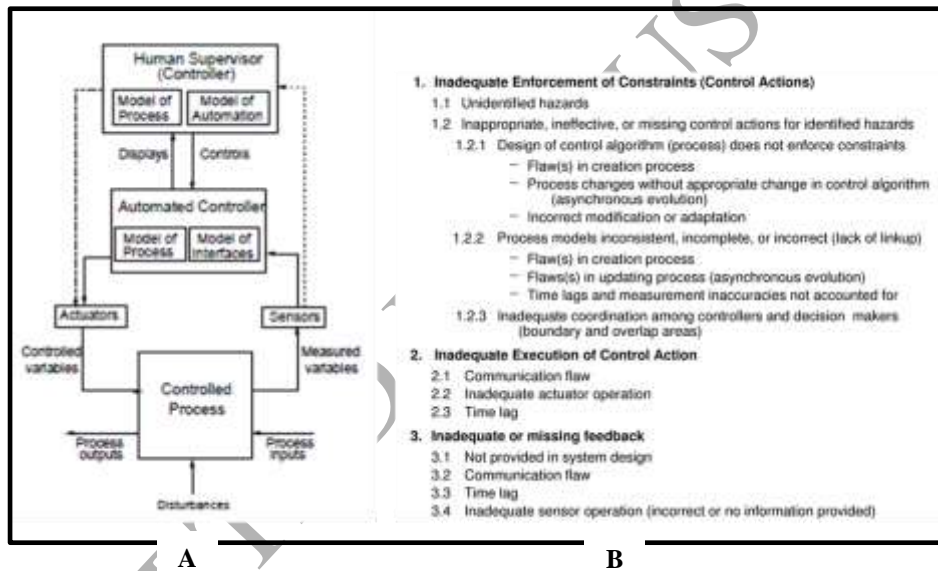 Human Supervisor
(Controller)
Model of
Process
Model of
Automation
Displays
Controls
Automated Controller
Model of
Process
Model of
Interfaces
Actuators
Sensors
Controlled
variables
Measured
variables
Controlled
Process
Process
outputs
Process
inputs
Disturbances
A
1. Inadequate Enforcement of Constraints (Control Actions)
1.1 Unidentified hazards
1.2 Inappropriate, ineffective, or missing control actions for identified hazards
1.2.1 Design of control algorithm (process) does not enforce constraints
– Flaw(s) in creation process
– Process changes without appropriate change in control algorithm
(asynchronous evolution)
– Incorrect modification or adaptation
1.2.2 Process models inconsistent, incomplete, or incorrect (lack of linkup)
– Flaw(s) in creation process
– Flaws(s) in updating process (asynchronous evolution)
– Time lags and measurement inaccuracies not accounted for
1.2.3 Inadequate coordination among controllers and decision makers
(boundary and overlap areas)
2. Inadequate Execution of Control Action
2.1 Communication flaw
2.2 Inadequate actuator operation
2.3 Time lag
3. Inadequate or missing feedback
3.1 Not provided in system design
3.2 Communication flaw
3.3 Time lag
3.4 Inadequate sensor operation (incorrect or no information provided)
B